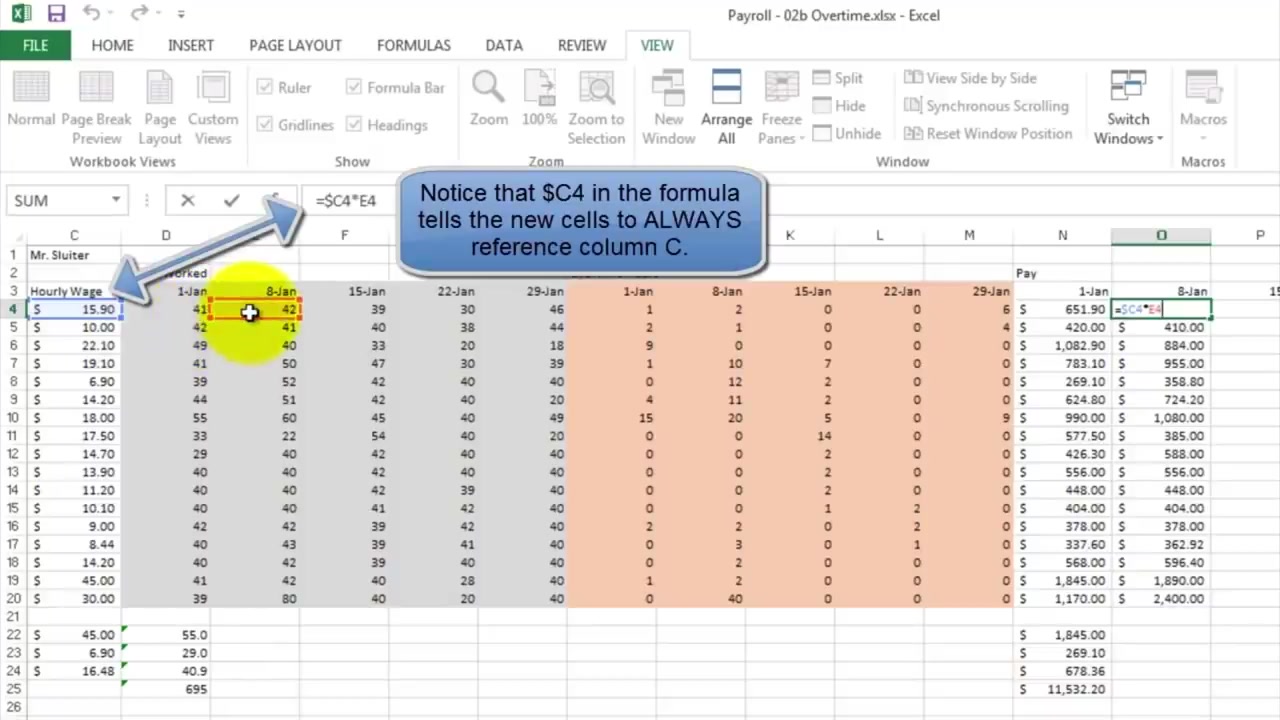 Payroll - 02b Overtime.xlsx - Excel
FILE HOME INSERT PAGE LAYOUT FORMULAS DATA REVIEW VIEW
Normal Page Break Preview Page Layout Custom Views
Ruler Formula Bar
Gridlines Headings
Zoom 100% Zoom to Selection
New Window Arrange All Freeze Panes
Split
Hide
Unhide
View Side by Side
Synchronous Scrolling
Reset Window Position
Switch Windows Macros
Workbook Views Show Zoom Window Macros
SUM =$C4*E4
Notice that $C4 in the formula
tells the new cells to ALWAYS
reference column C.
C D F K L M N O P
1 Mr. Sluiter
2 Worked Pay
3 Hourly Wage 1-Jan 8-Jan 15-Jan 22-Jan 29-Jan 1-Jan 8-Jan 15-Jan 22-Jan 29-Jan 1-Jan 8-Jan 15
4 $ 15.90 41 42 39 30 46 1 2 0 0 6 $ 651.90 =$C4*E4
5 $ 10.00 42 41 40 38 44 2 1 0 0 4 $ 420.00 $ 410.00
6 $ 22.10 49 40 33 20 18 9 0 0 0 0 $ 1,082.90 $ 884.00
7 $ 19.10 41 50 47 30 39 1 10 7 0 0 $ 783.10 $ 955.00
8 $ 6.90 39 52 42 40 40 0 12 2 0 0 $ 269.10 $ 358.80
9 $ 14.20 44 51 42 40 20 4 11 2 0 0 $ 624.80 $ 724.20
10 $ 18.00 55 60 45 40 49 15 20 5 0 9 $ 990.00 $ 1,080.00
11 $ 17.50 33 22 54 40 20 0 0 14 0 0 $ 577.50 $ 385.00
12 $ 14.70 29 40 42 40 40 0 0 2 0 0 $ 426.30 $ 588.00
13 $ 13.90 40 40 42 40 40 0 0 2 0 0 $ 556.00 $ 556.00
14 $ 11.20 40 40 42 39 40 0 0 2 0 0 $ 448.00 $ 448.00
15 $ 10.10 40 40 41 42 40 0 0 1 2 0 $ 404.00 $ 404.00
16 $ 9.00 42 42 39 40 40 2 2 0 0 0 $ 378.00 $ 378.00
17 $ 8.44 40 43 39 41 40 0 3 0 1 0 $ 337.60 $ 362.92
18 $ 14.20 40 42 39 40 40 0 2 0 0 0 $ 568.00 $ 596.40
19 $ 45.00 41 42 40 28 40 1 2 0 0 0 $ 1,845.00 $ 1,890.00
20 $ 30.00 39 80 40 20 40 0 40 0 0 0 $ 1,170.00 $ 2,400.00
21
22 $ 45.00 55.0 $ 1,845.00
23 $ 6.90 29.0 $ 269.10
24 $ 16.48 40.9 $ 678.36
25 695 $ 11,532.20
26